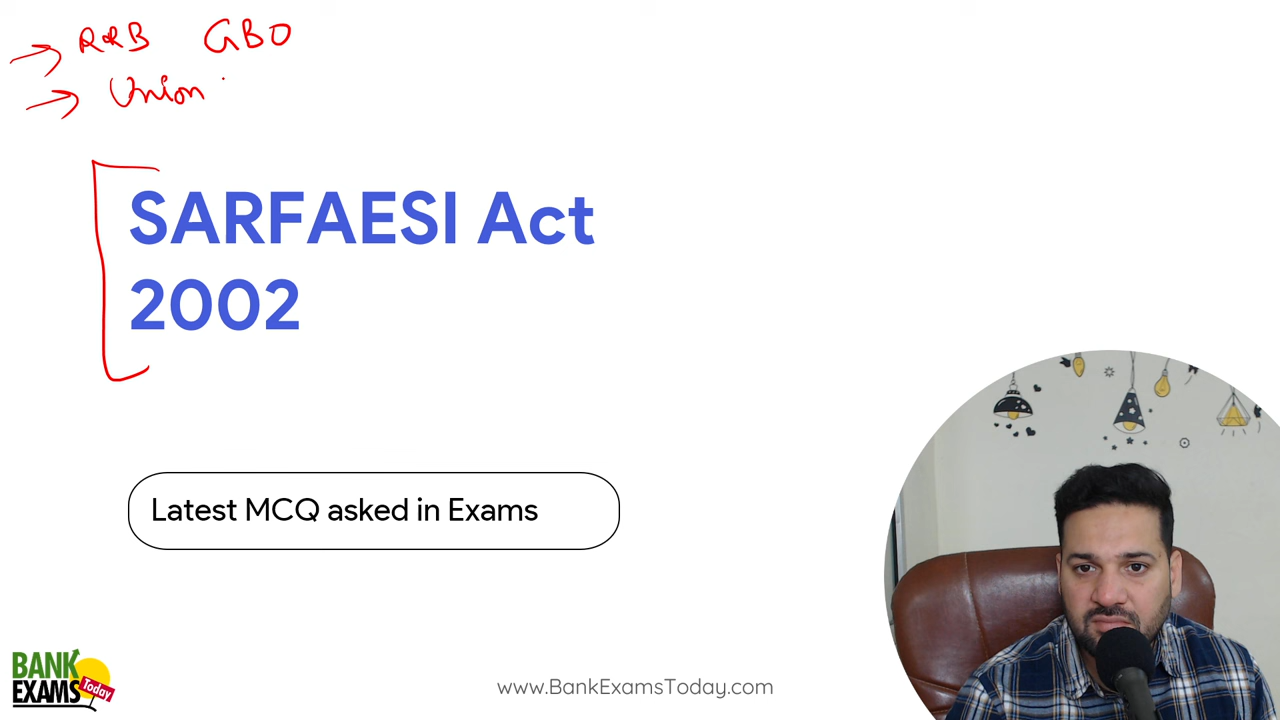 → RRB GBO
→ Union
SARFAESI Act
2002
Latest MCQ asked in Exams
BANK
EXAMS
Today
www.BankExamsToday.com